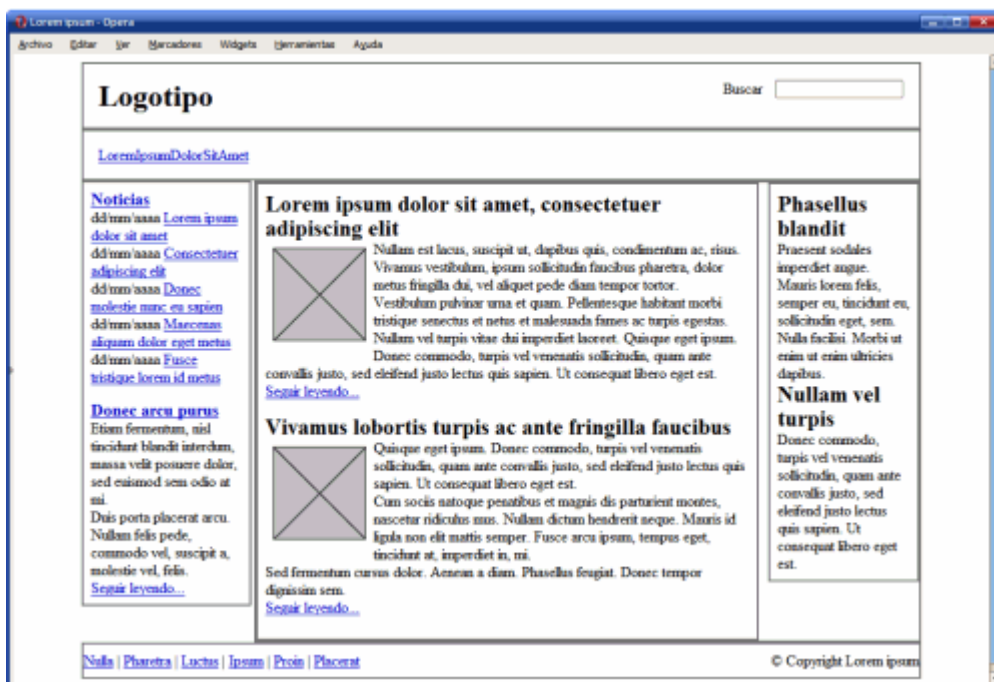 Lorem ipsum - Opera
Archivo Editar Ver Marcadores Widgets Herramientas Ayuda
Logotipo
Buscar
LoremIpsumDolorSitAmet
Noticias
dd/mm/aaaa Lorem ipsum
dolor sit amet
dd/mm/aaaa Consectetuer
adipiscing elit
dd/mm/aaaa Donec
molestie nunc eu sapien
dd/mm/aaaa Maecenas
aliquam dolor eget metus
dd/mm/aaaa Fusce
tristique lorem id metus
Donec arcu purus
Etiam fermentum, nisl
tincidunt blandit interdum,
massa velit posuere dolor,
sed euismod sem odio at
mi.
Duis porta placerat arcu.
Nullam felis pede,
commodo vel, suscipit a,
molestie vel, felis.
Seguir leyendo...
Lorem ipsum dolor sit amet, consectetuer
adipiscing elit
Nullam est lacus, suscipit ut, dapibus quis, condimentum ac, risus.
Vivamus vestibulum, ipsum sollicitudin faucibus pharetra, dolor
metus fringilla dui, vel aliquet pede diam tempor tortor.
Vestibulum pulvinar urna et quam. Pellentesque habitant morbi
tristique senectus et netus et malesuada fames ac turpis egestas.
Nullam vel turpis vitae dui imperdiet laoreet. Quisque eget ipsum.
Donec commodo, turpis vel venenatis sollicitudin, quam ante
convallis justo, sed eleifend justo lectus quis sapien. Ut consequat libero eget est.
Seguir leyendo...
Vivamus lobortis turpis ac ante fringilla faucibus
Quisque eget ipsum. Donec commodo, turpis vel venenatis
sollicitudin, quam ante convallis justo, sed eleifend justo lectus quis
sapien. Ut consequat libero eget est.
Cum sociis natoque penatibus et magnis dis parturient montes,
nascetur ridiculus mus. Nullam dictum hendrerit neque. Mauris id
ligula non elit mattis semper. Fusce arcu ipsum, tempus eget,
tincidunt at, imperdiet in, mi.
Sed fermentum cursus dolor. Aenean a diam. Phasellus feugiat. Donec tempor
dignissim sem.
Seguir leyendo...
Phasellus
blandit
Praesent sodales
imperdiet augue.
Mauris lorem felis,
semper eu, tincidunt eu,
sollicitudin eget, sem.
Nulla facilisi. Morbi ut
enim ut enim ultricies
dapibus.
Nullam vel
turpis
Donec commodo,
turpis vel venenatis
sollicitudin, quam ante
convallis justo, sed
eleifend justo lectus
quis sapien. Ut
consequat libero eget
est.
Nulla | Pharetra | Luctus | Ipsum | Proin | Placerat
© Copyright Lorem ipsum